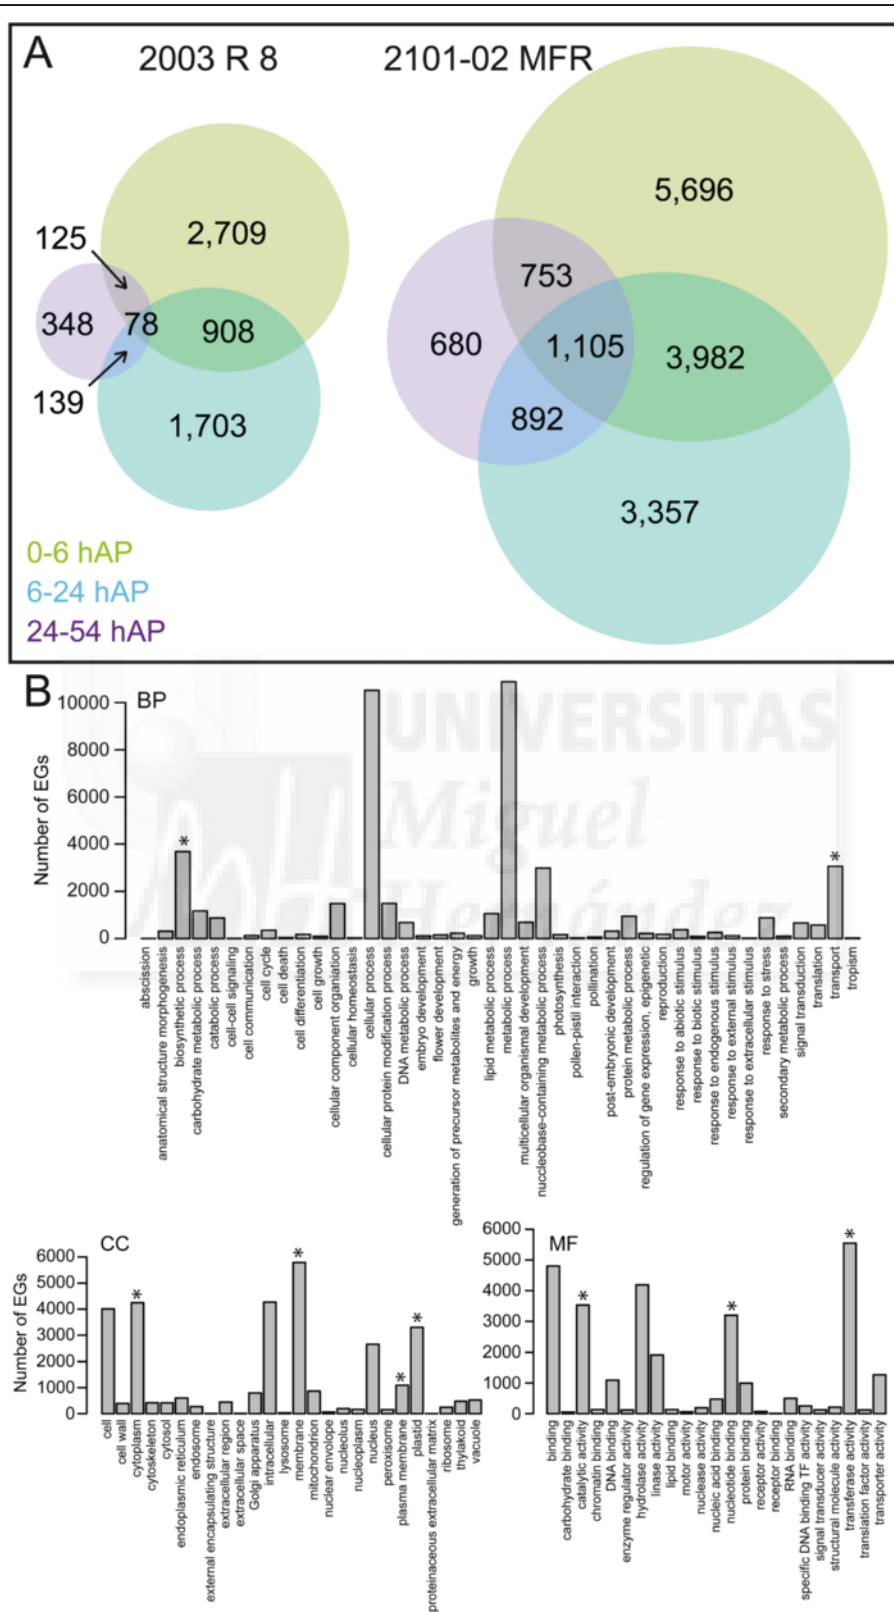 A
2003 R 8
2101-02 MFR
5,696
2,709
125
753
348
78
908
680
1,105
3,982
139
892
1,703
3,357
0-6 hAP
6-24 hAP
24-54 hAP
B
BP
UNIVERSITAS
Miguel
Hernández
Number of EGs
10000
8000
6000
4000
2000
0
*
*
abscission
anatomical structure morphogenesis
biosynthetic process
carbohydrate metabolic process
catabolic process
cell-cell signaling
cell communication
cell cycle
cell death
cell differentiation
cell growth
cellular component organiation
cellular homeostasis
cellular process
cellular protein modification process
DNA metabolic process
embryo development
flower development
generation of precursor metabolites and energy
growth
lipid metabolic process
metabolic process
multicellular organismal development
nuccleobase-containing metabolic process
photosynthesis
pollen-pistil interaction
pollination
post-embryonic development
protein metabolic process
regulation of gene expression, epigenetic
reproduction
response to abiotic stimulus
response to biotic stimulus
response to endogenous stimulus
response to external stimulus
response to extracellular stimulus
response to stress
secondary metabolic process
signal transduction
translation
transport
tropism
CC
Number of EGs
6000
5000
4000
3000
2000
1000
0
*
*
*
*
cell
cell wall
cytoplasm
cytoskeleton
cytosol
endoplasmic reticulum
endosome
external encapsulating structure
extracellular region
extracellular space
Golgi apparatus
intracellular
lysosome
membrane
mitochondrion
nuclear envelope
nucleolus
nucleoplasm
nucleus
peroxisome
plasma membrane
plastid
proteinaceous extracellular matrix
ribosome
thylakoid
vacuole
MF
6000
5000
4000
3000
2000
1000
0
*
*
*
binding
carbohydrate binding
catalytic activity
chromatin binding
DNA binding
enzyme regulator activity
hydrolase activity
linase activity
lipid binding
motor activity
nuclease activity
nucleic acid binding
nucleotide binding
protein binding
receptor activity
receptor binding
RNA binding
specific DNA binding TF activity
signal transducer activity
structural molecule activity
transferase activity
translation factor activity
transporter activity